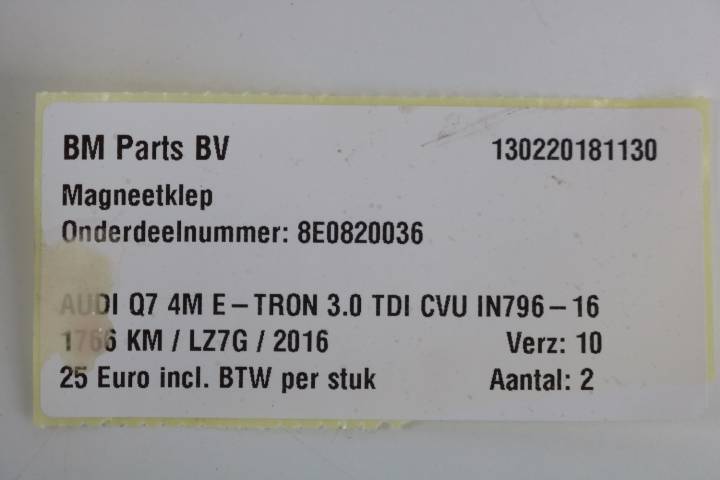 BM Parts BV 130220181130
Magneetklep
Onderdeelnummer: 8E0820036
AUDI Q7 4M E-TRON 3.0 TDI CVU IN796-16
1766 KM / LZ7G / 2016 Verz: 10
25 Euro incl. BTW per stuk Aantal: 2